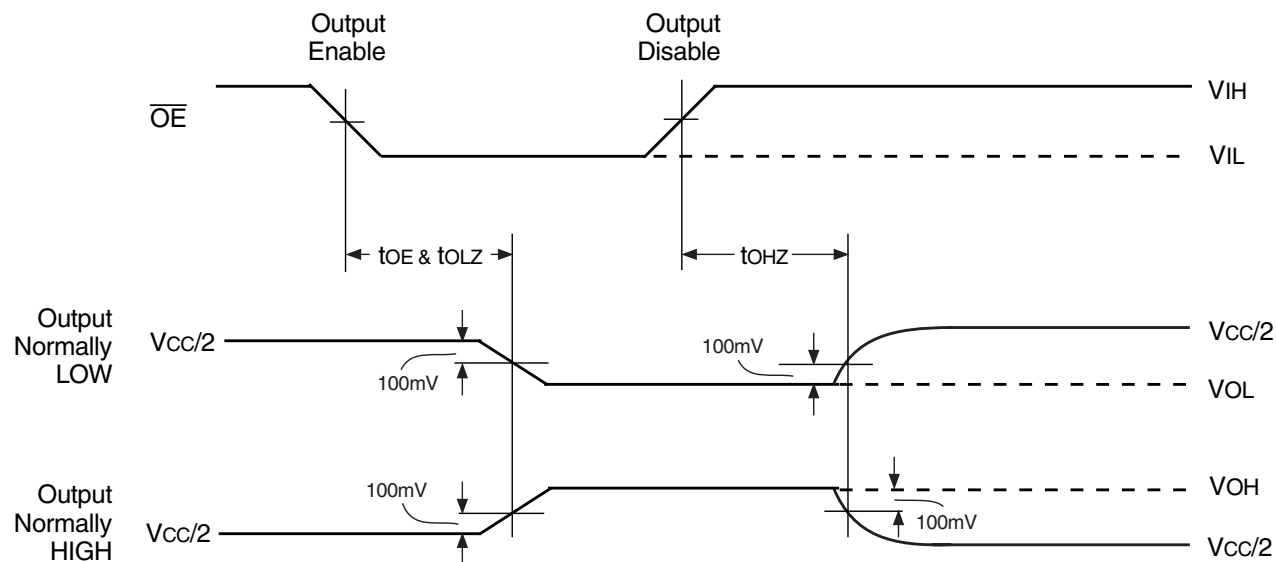 Output
Enable
Output
Disable
OE
VIH
VIL
tOE & tOLZ
tOHZ
Output
Normally
LOW
VCC/2
100mV
100mV
VCC/2
VOL
Output
Normally
HIGH
VCC/2
100mV
VOH
100mV
VCC/2